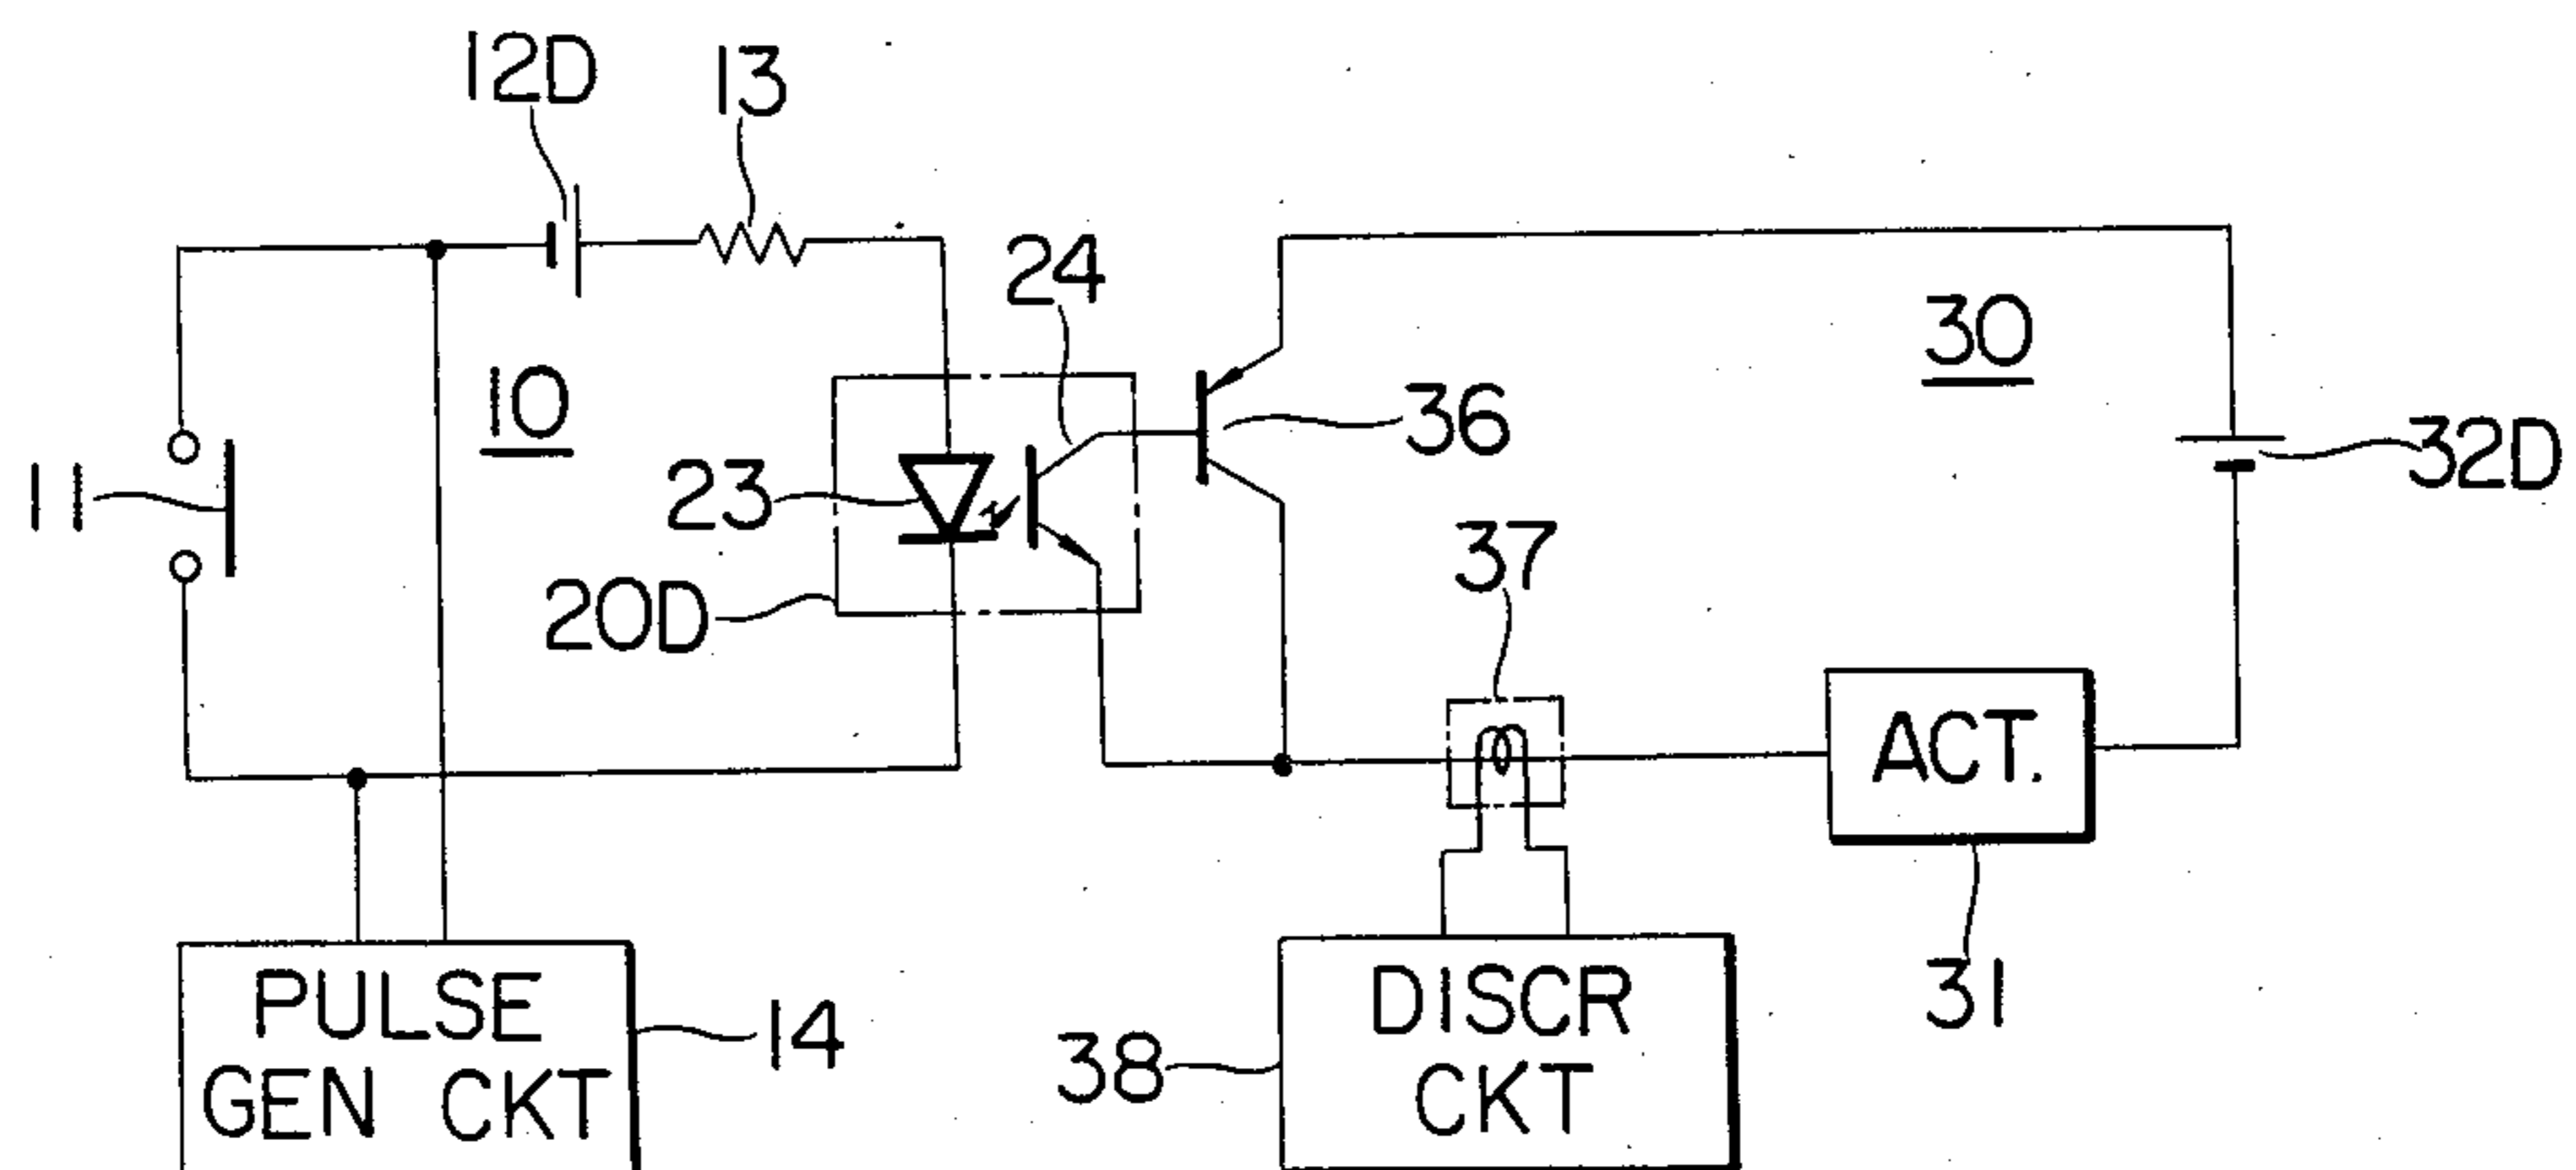 12D
13
24
30
10
36
32D
11
23
37
20D
ACT.
31
PULSE
GEN CKT
14
DISCR
CKT
38